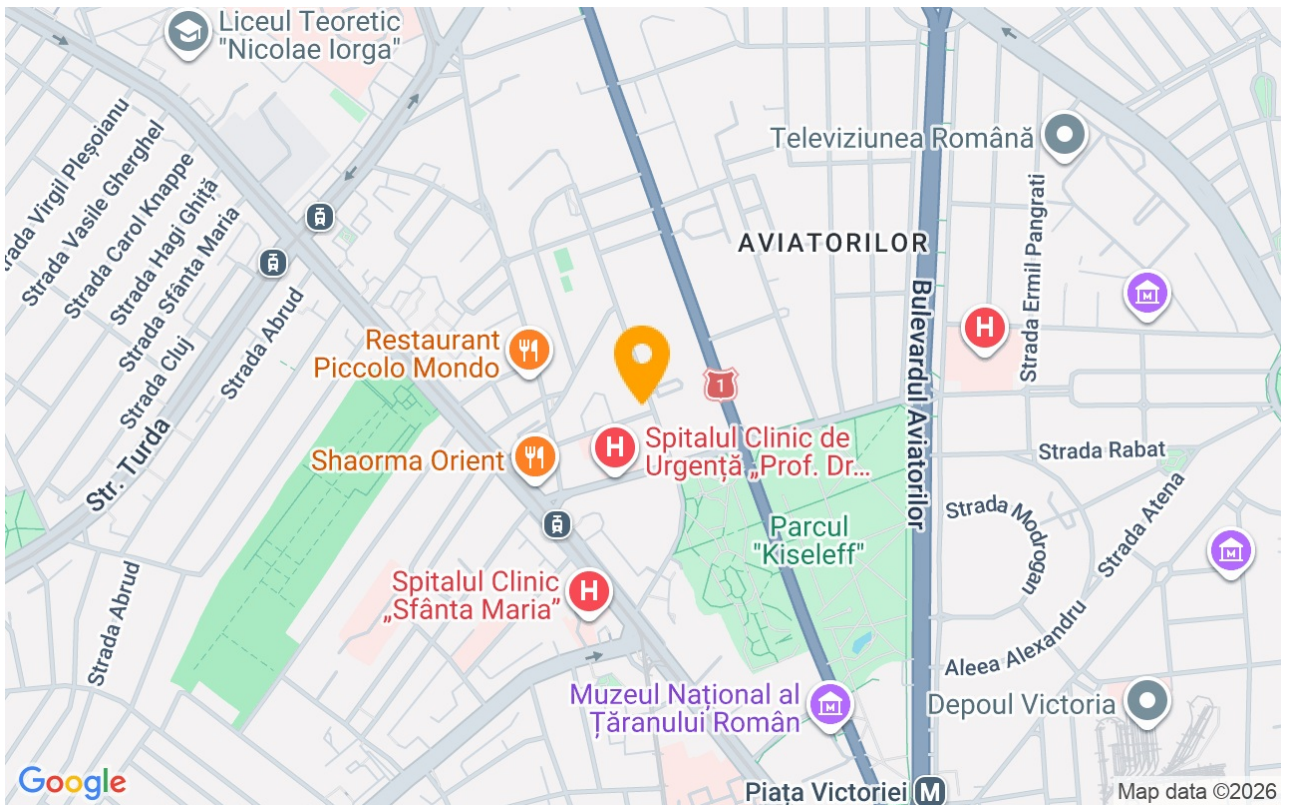 Liceul Teoretic
"Nicolae Iorga"
Strada Virgil Pleșoianu
Strada Vasile Gherghel
Strada Carol Knappe
Strada Hagi Ghiță
Strada Sfânta Maria
Strada Cluj
Strada Abrud
Str. Turda
Televiziunea Română
AVIATORILOR
Strada Ermil Pangrati
H
Bulevardul Aviatorilor
Restaurant
Piccolo Mondo
1
Shaorma Orient
H
Spitalul Clinic de
Urgență „Prof. Dr...
Strada Rabat
Strada Modrogan
Strada Atena
Parcul
"Kiseleff"
Spitalul Clinic
„Sfânta Maria”
H
Strada Abrud
Aleea Alexandru
Muzeul Național al
Țăranului Român
Depoul Victoria
Piața Victoriei M
Google
Map data ©2026